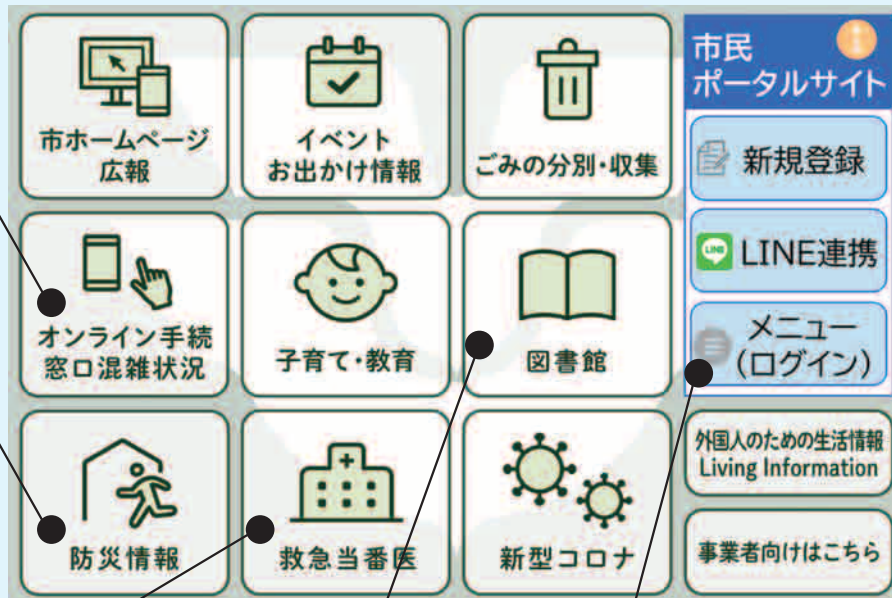 市ホームページ
広報
イベント
お出かけ情報
ごみの分別・収集
市民
ポータルサイト
新規登録
LINE
LINE連携
メニュー
(ログイン)
オンライン手続
窓口混雑状況
子育て・教育
図書館
外国人のための生活情報
Living Information
事業者向けはこちら
防災情報
救急当番医
新型コロナ